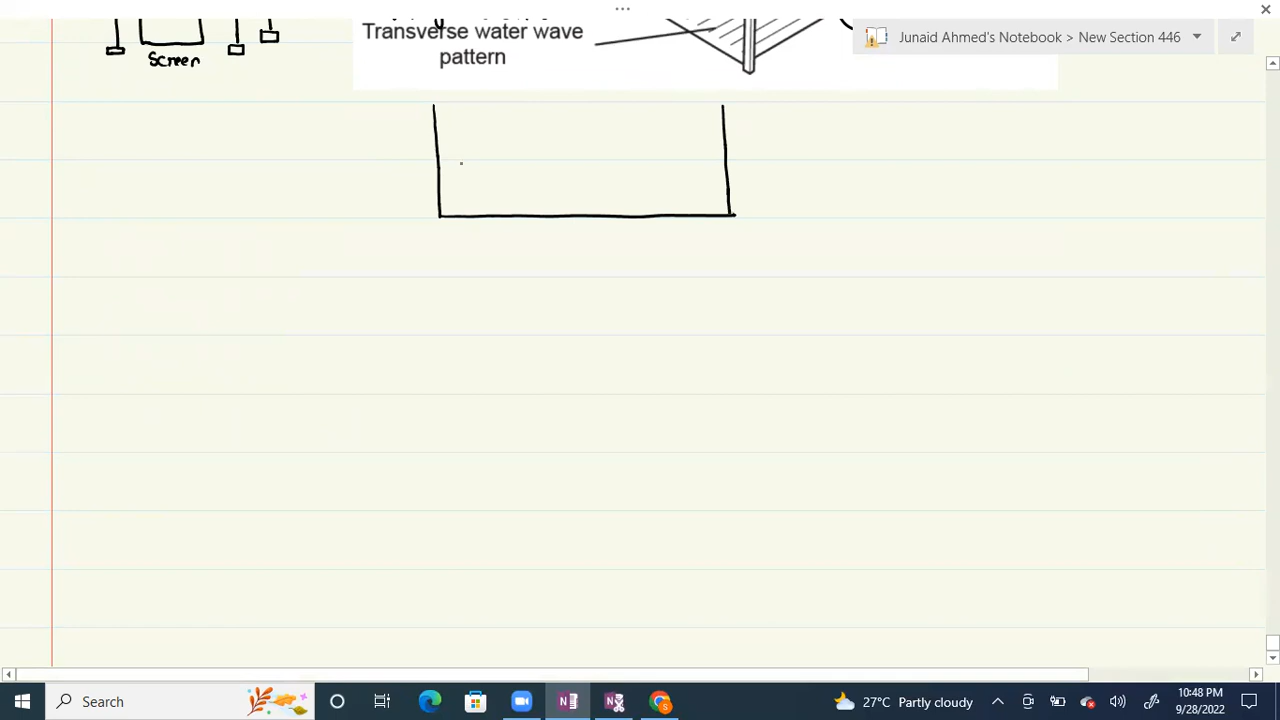 Transverse water wave
pattern
Screen
Junaid Ahmed's Notebook > New Section 446
Search
27°C Partly cloudy
10:48 PM
9/28/2022